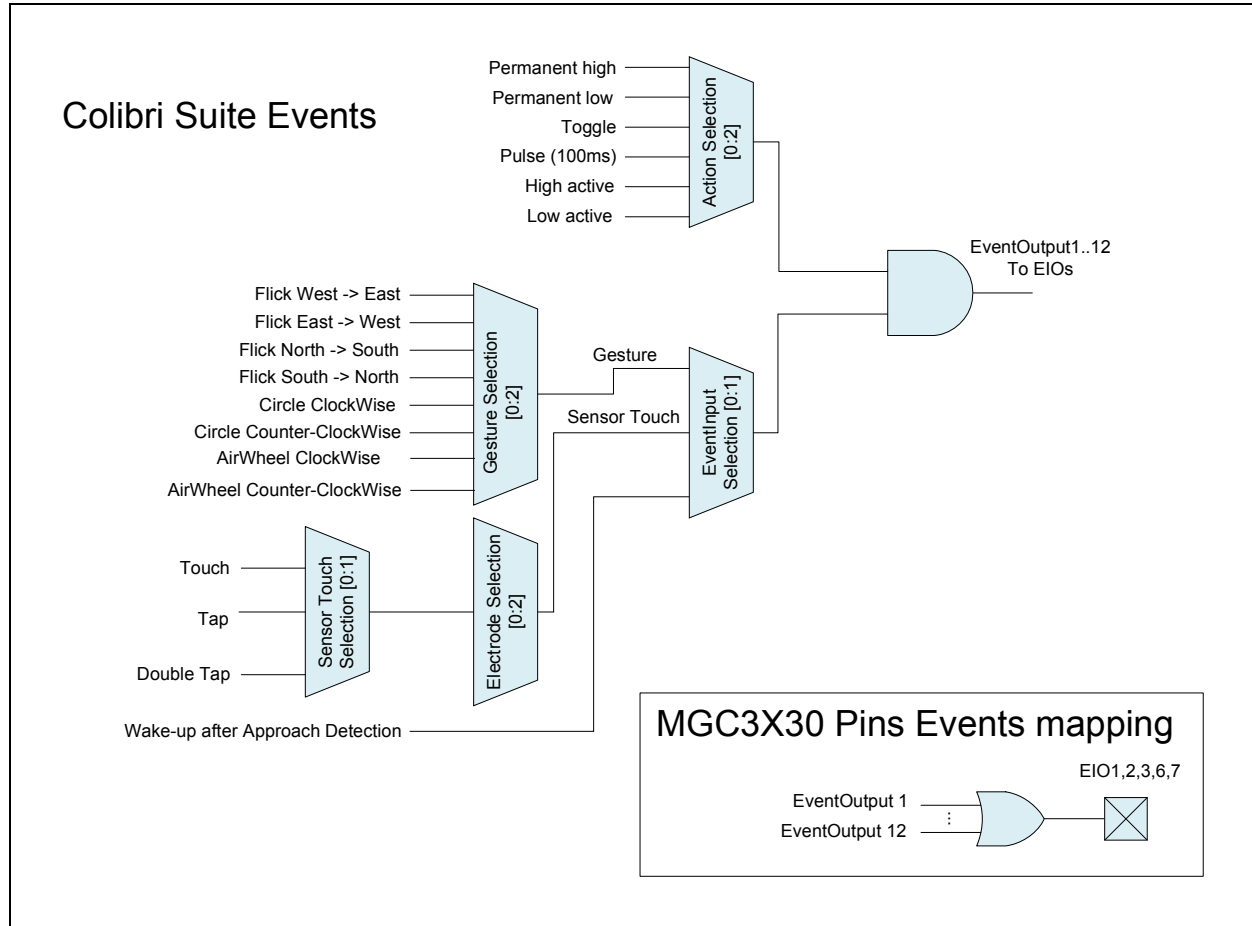 Colibri Suite Events
Permanent high
Permanent low
Toggle
Pulse (100ms)
High active
Low active
Action Selection
[0:2]
EventOutput1..12
To EIOs
Flick West -> East
Flick East -> West
Flick North -> South
Flick South -> North
Circle ClockWise
Circle Counter-ClockWise
AirWheel ClockWise
AirWheel Counter-ClockWise
Gesture Selection
[0:2]
Gesture
Sensor Touch
EventInput
Selection [0:1]
Touch
Tap
Double Tap
Sensor Touch
Selection [0:1]
Electrode Selection
[0:2]
Wake-up after Approach Detection
MGC3X30 Pins Events mapping
EIO1,2,3,6,7
EventOutput 1
...
EventOutput 12